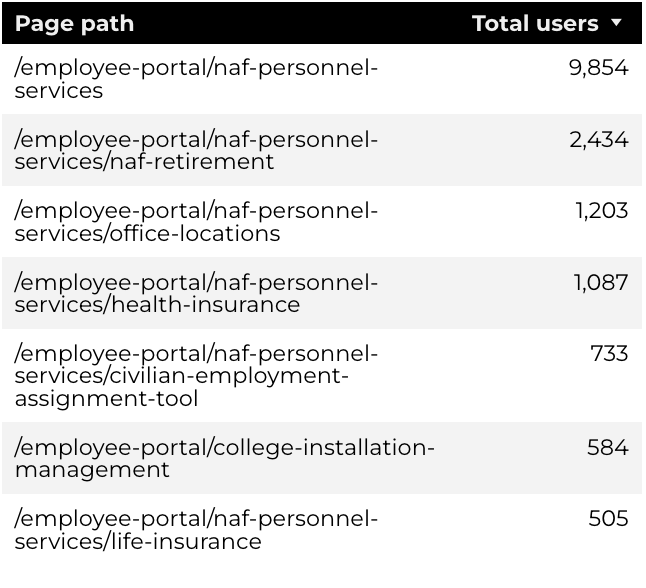 Page path Total users ▼
/employee-portal/naf-personnel- 9,854
services
/employee-portal/naf-personnel- 2,434
services/naf-retirement
/employee-portal/naf-personnel- 1,203
services/office-locations
/employee-portal/naf-personnel- 1,087
services/health-insurance
/employee-portal/naf-personnel- 733
services/civilian-employment-
assignment-tool
/employee-portal/college-installation- 584
management
/employee-portal/naf-personnel- 505
services/life-insurance